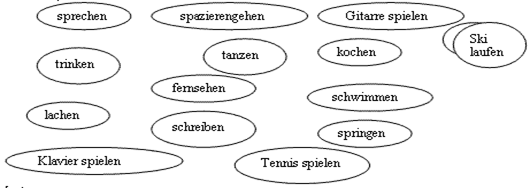 sprechen
spazierengehen
Gitarre spielen
Ski
laufen
trinken
tanzen
kochen
fernsehen
schwimmen
lachen
schreiben
springen
Klavier spielen
Tennis spielen